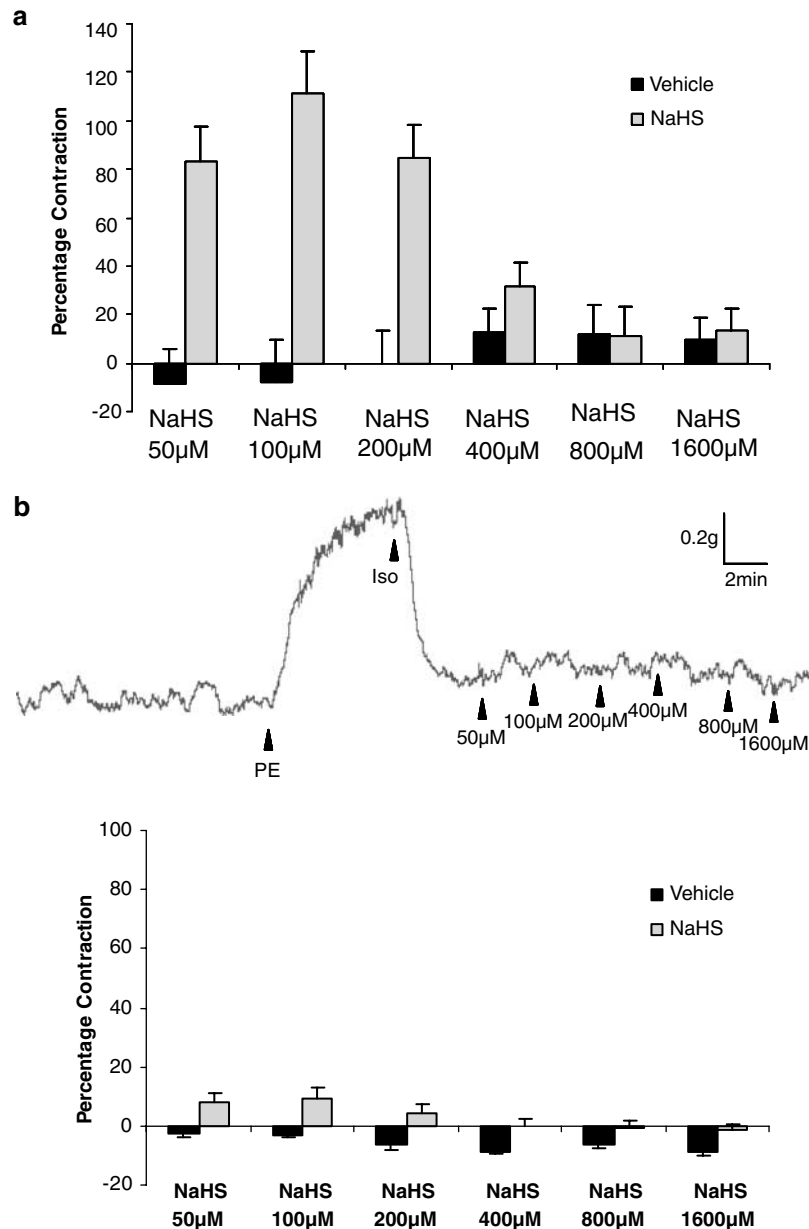 a
140
120
100
80
60
40
20
0
-20
Percentage Contraction
Vehicle
NaHS
NaHS NaHS NaHS NaHS NaHS NaHS
50µM 100µM 200µM 400µM 800µM 1600µM
b
0.2g
2min
Iso
PE
50µM 100µM 200µM 400µM 800µM 1600µM
100
80
60
40
20
0
-20
Percentage Contraction
Vehicle
NaHS
NaHS NaHS NaHS NaHS NaHS NaHS
50µM 100µM 200µM 400µM 800µM 1600µM